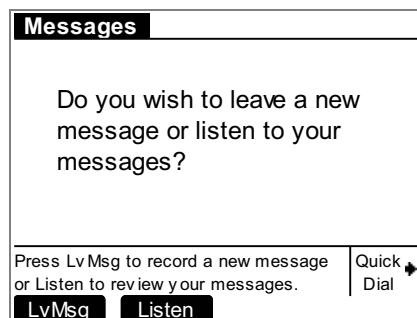 Messages
Do you wish to leave a new
message or listen to your
messages?
Press LvMsg to record a new message
or Listen to review your messages.
Quick
Dial
LvMsg Listen